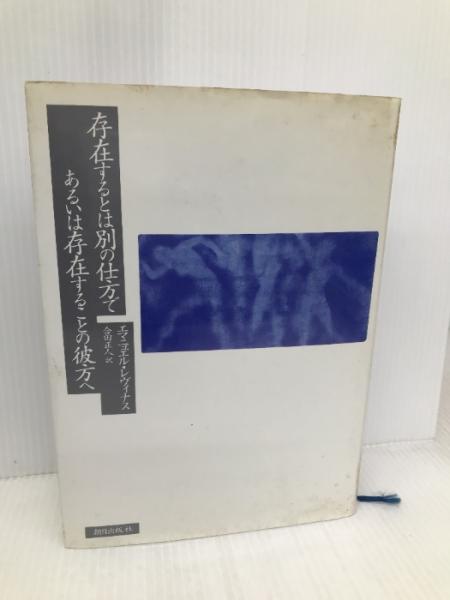 存在するとは別の仕方で
あるいは存在することの彼方へ
エマニュエル・レヴィナス
合田正人 訳
朝日出版社